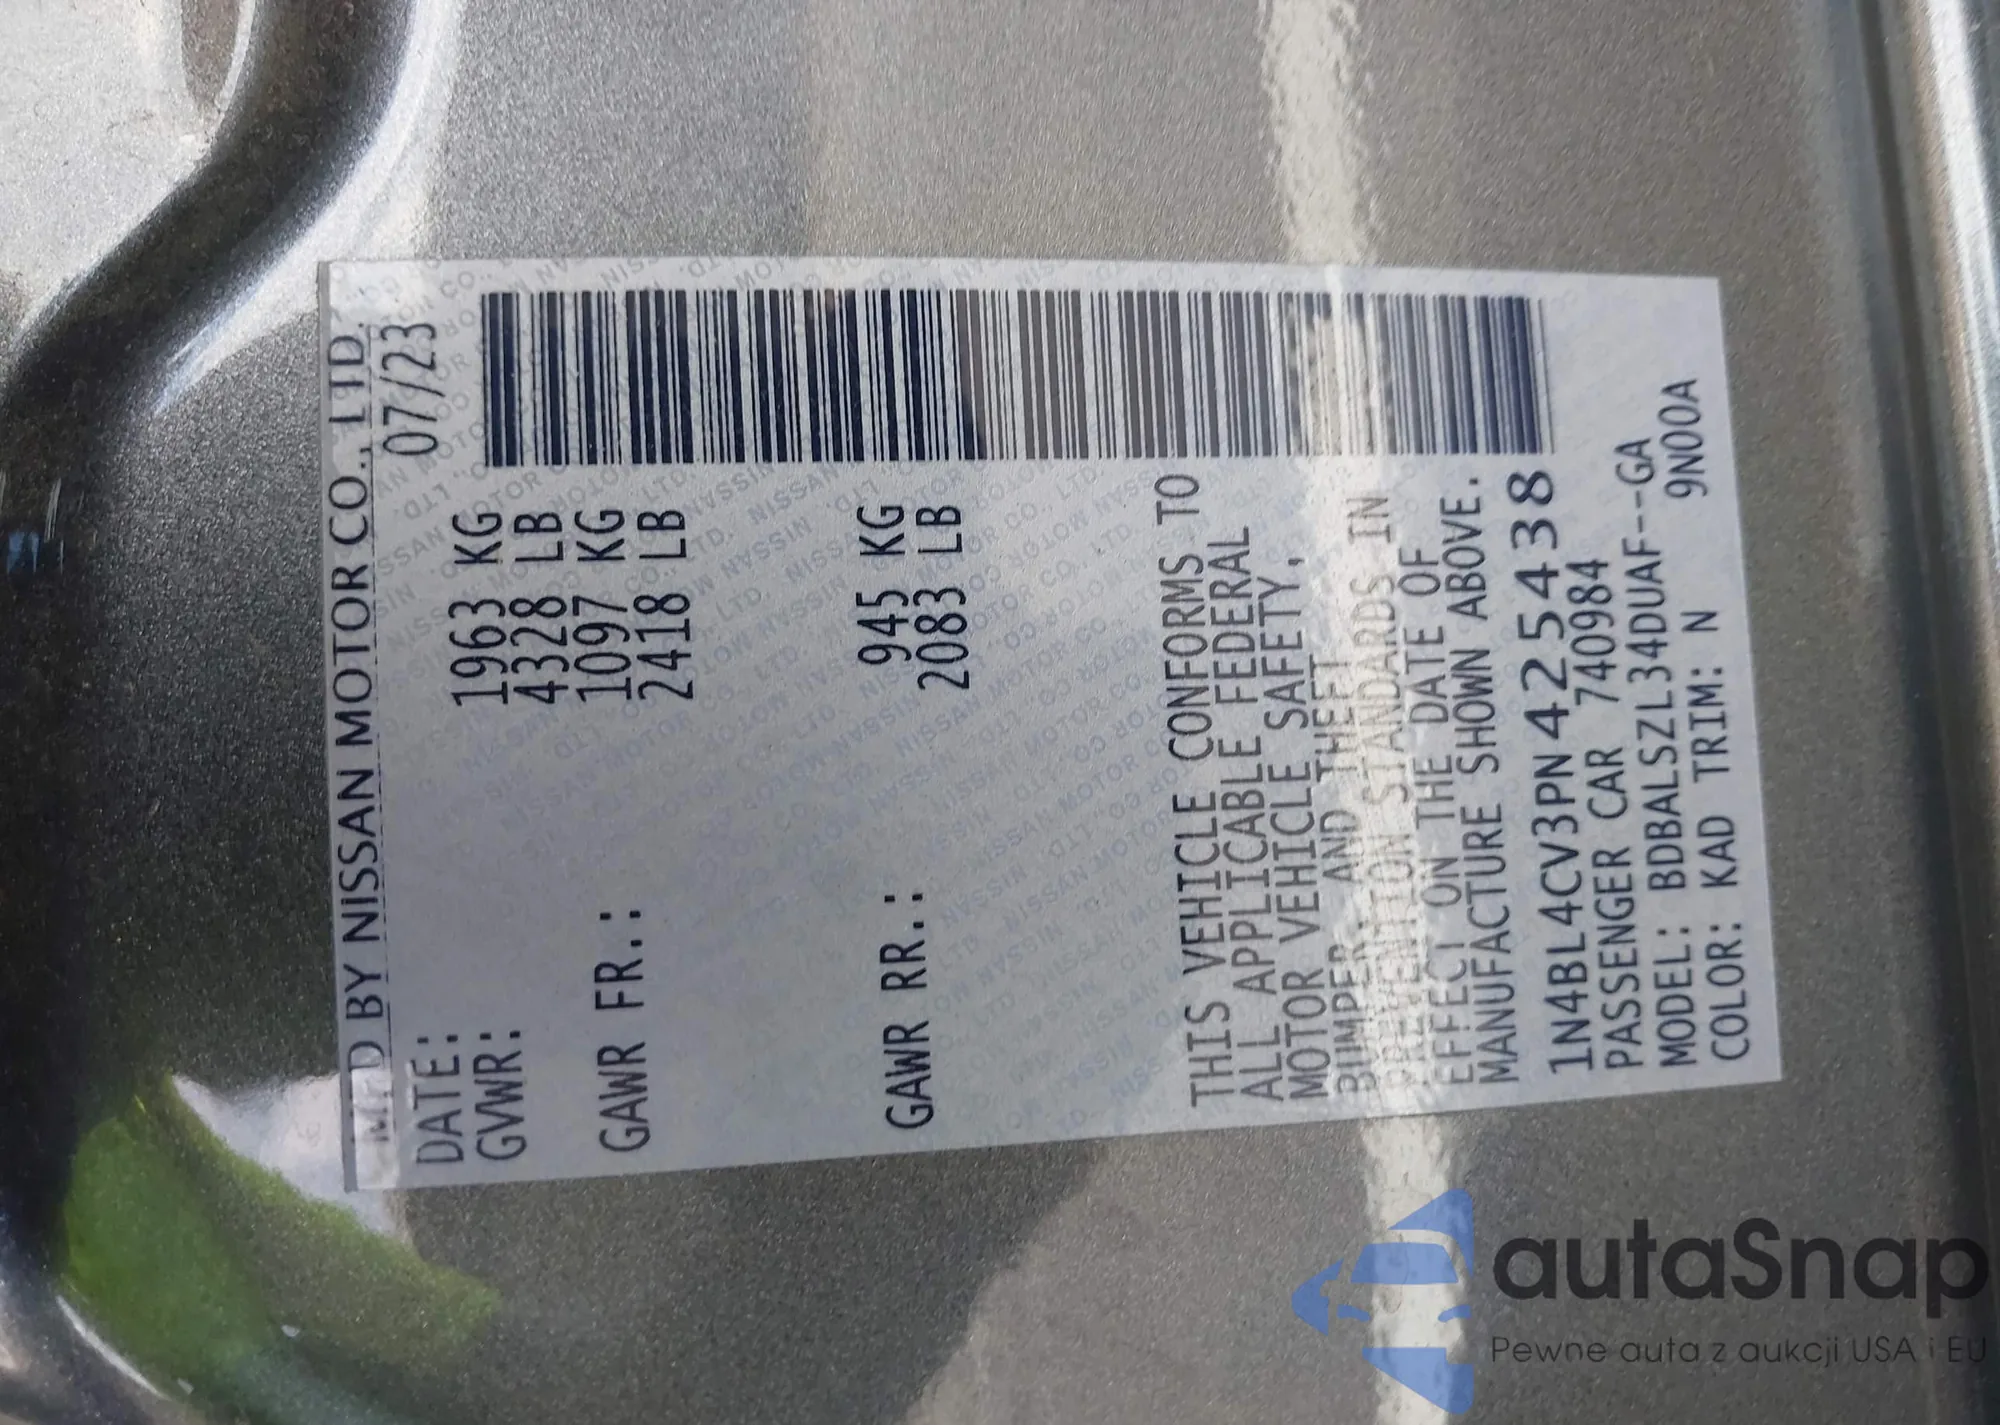 MFD BY NISSAN MOTOR CO., LTD.
DATE: 07/23
GVWR: 1963 KG
4328 LB
GAWR FR.: 1097 KG
2418 LB
GAWR RR.: 945 KG
2083 LB
THIS VEHICLE CONFORMS TO
ALL APPLICABLE FEDERAL
MOTOR VEHICLE SAFETY,
BUMPER, AND THEFT
PREVENTION STANDARDS IN
EFFECT ON THE DATE OF
MANUFACTURE SHOWN ABOVE.
1N4BL4CV3PN425438
PASSENGER CAR 740984
MODEL: BDBALSZL34DUAF--GA
COLOR: KAD TRIM: N 9N00A
autaSnap
Pewne auta z aukcji USA i EU